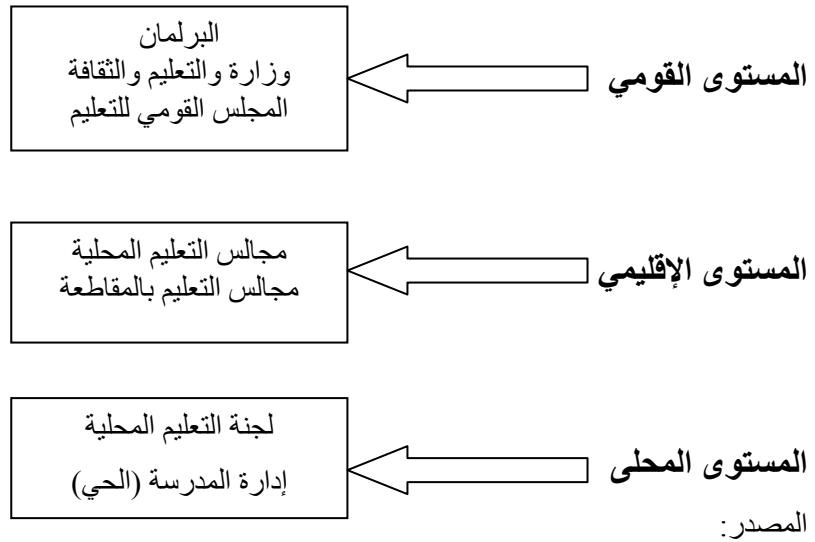 المستوى القومي
البرلمان
وزارة والتعليم والثقافة
المجلس القومي للتعليم
المستوى الإقليمي
مجالس التعليم المحلية
مجالس التعليم بالمقاطعة
المستوى المحلى
لجنة التعليم المحلية
إدارة المدرسة (الحي)
المصدر: